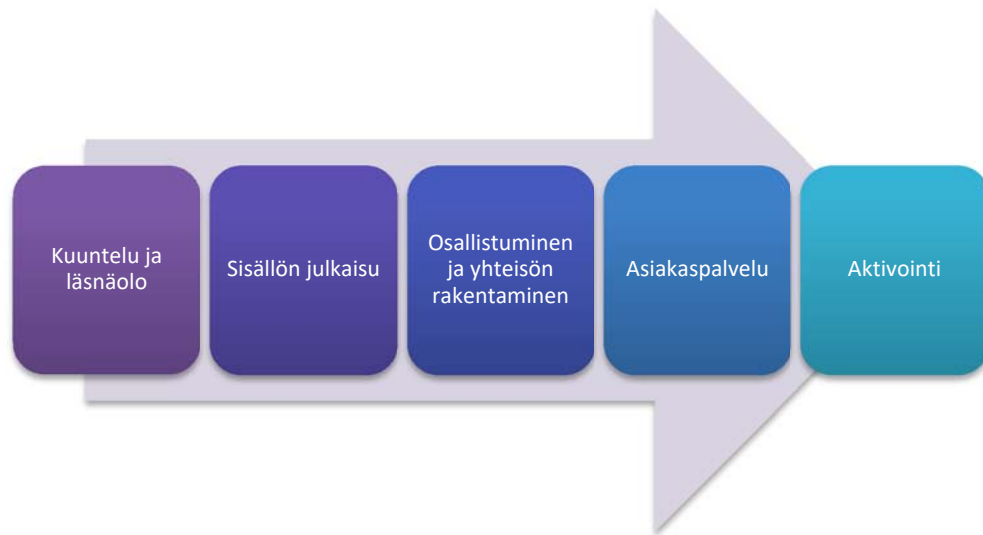 Kuuntelu ja
läsnäolo
Sisällön julkaisu
Osallistuminen
ja yhteisön
rakentaminen
Asiakaspalvelu
Aktivointi